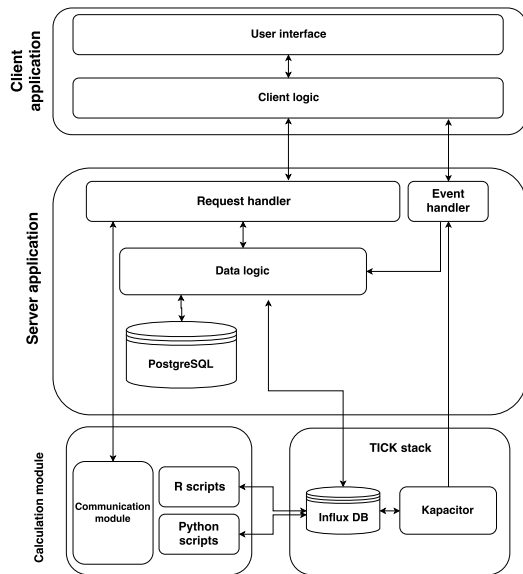 Client
application
User interface
Client logic
Server application
Request handler
Event
handler
Data logic
PostgreSQL
Calculation module
Communication
module
R scripts
Python
scripts
TICK stack
Influx DB
Kapacitor